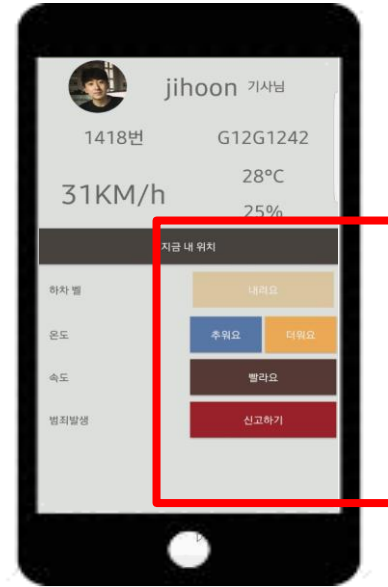 jihoon 기사님
1418번 G12G1242
31KM/h 28°C
25%
지금 내 위치
하차 벨 내려요
온도 추워요 더워요
속도 빨라요
범죄발생 신고하기